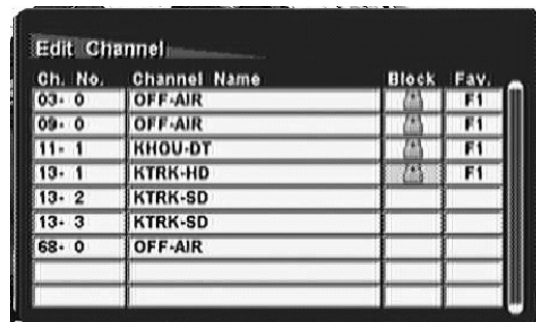 Edit Channel
Ch. No. Channel Name Block Fav.
03- 0 OFF-AIR F1
09- 0 OFF-AIR F1
11- 1 KHOU-DT F1
13- 1 KTRK-HD F1
13- 2 KTRK-SD
13- 3 KTRK-SD
68- 0 OFF-AIR